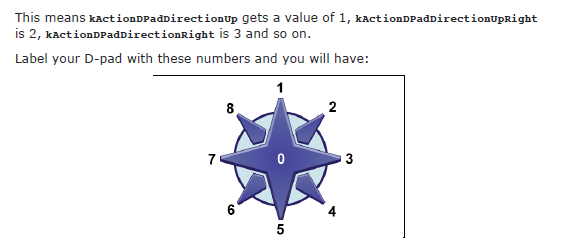 This means kActionDPadDirectionUp gets a value of 1, kActionDPadDirectionUpRight
is 2, kActionDPadDirectionRight is 3 and so on.
Label your D-pad with these numbers and you will have:
1
8 2
7 0 3
6 4
5